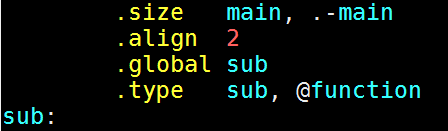 .size main, .-main
.align 2
.global sub
.type sub, @function
sub: